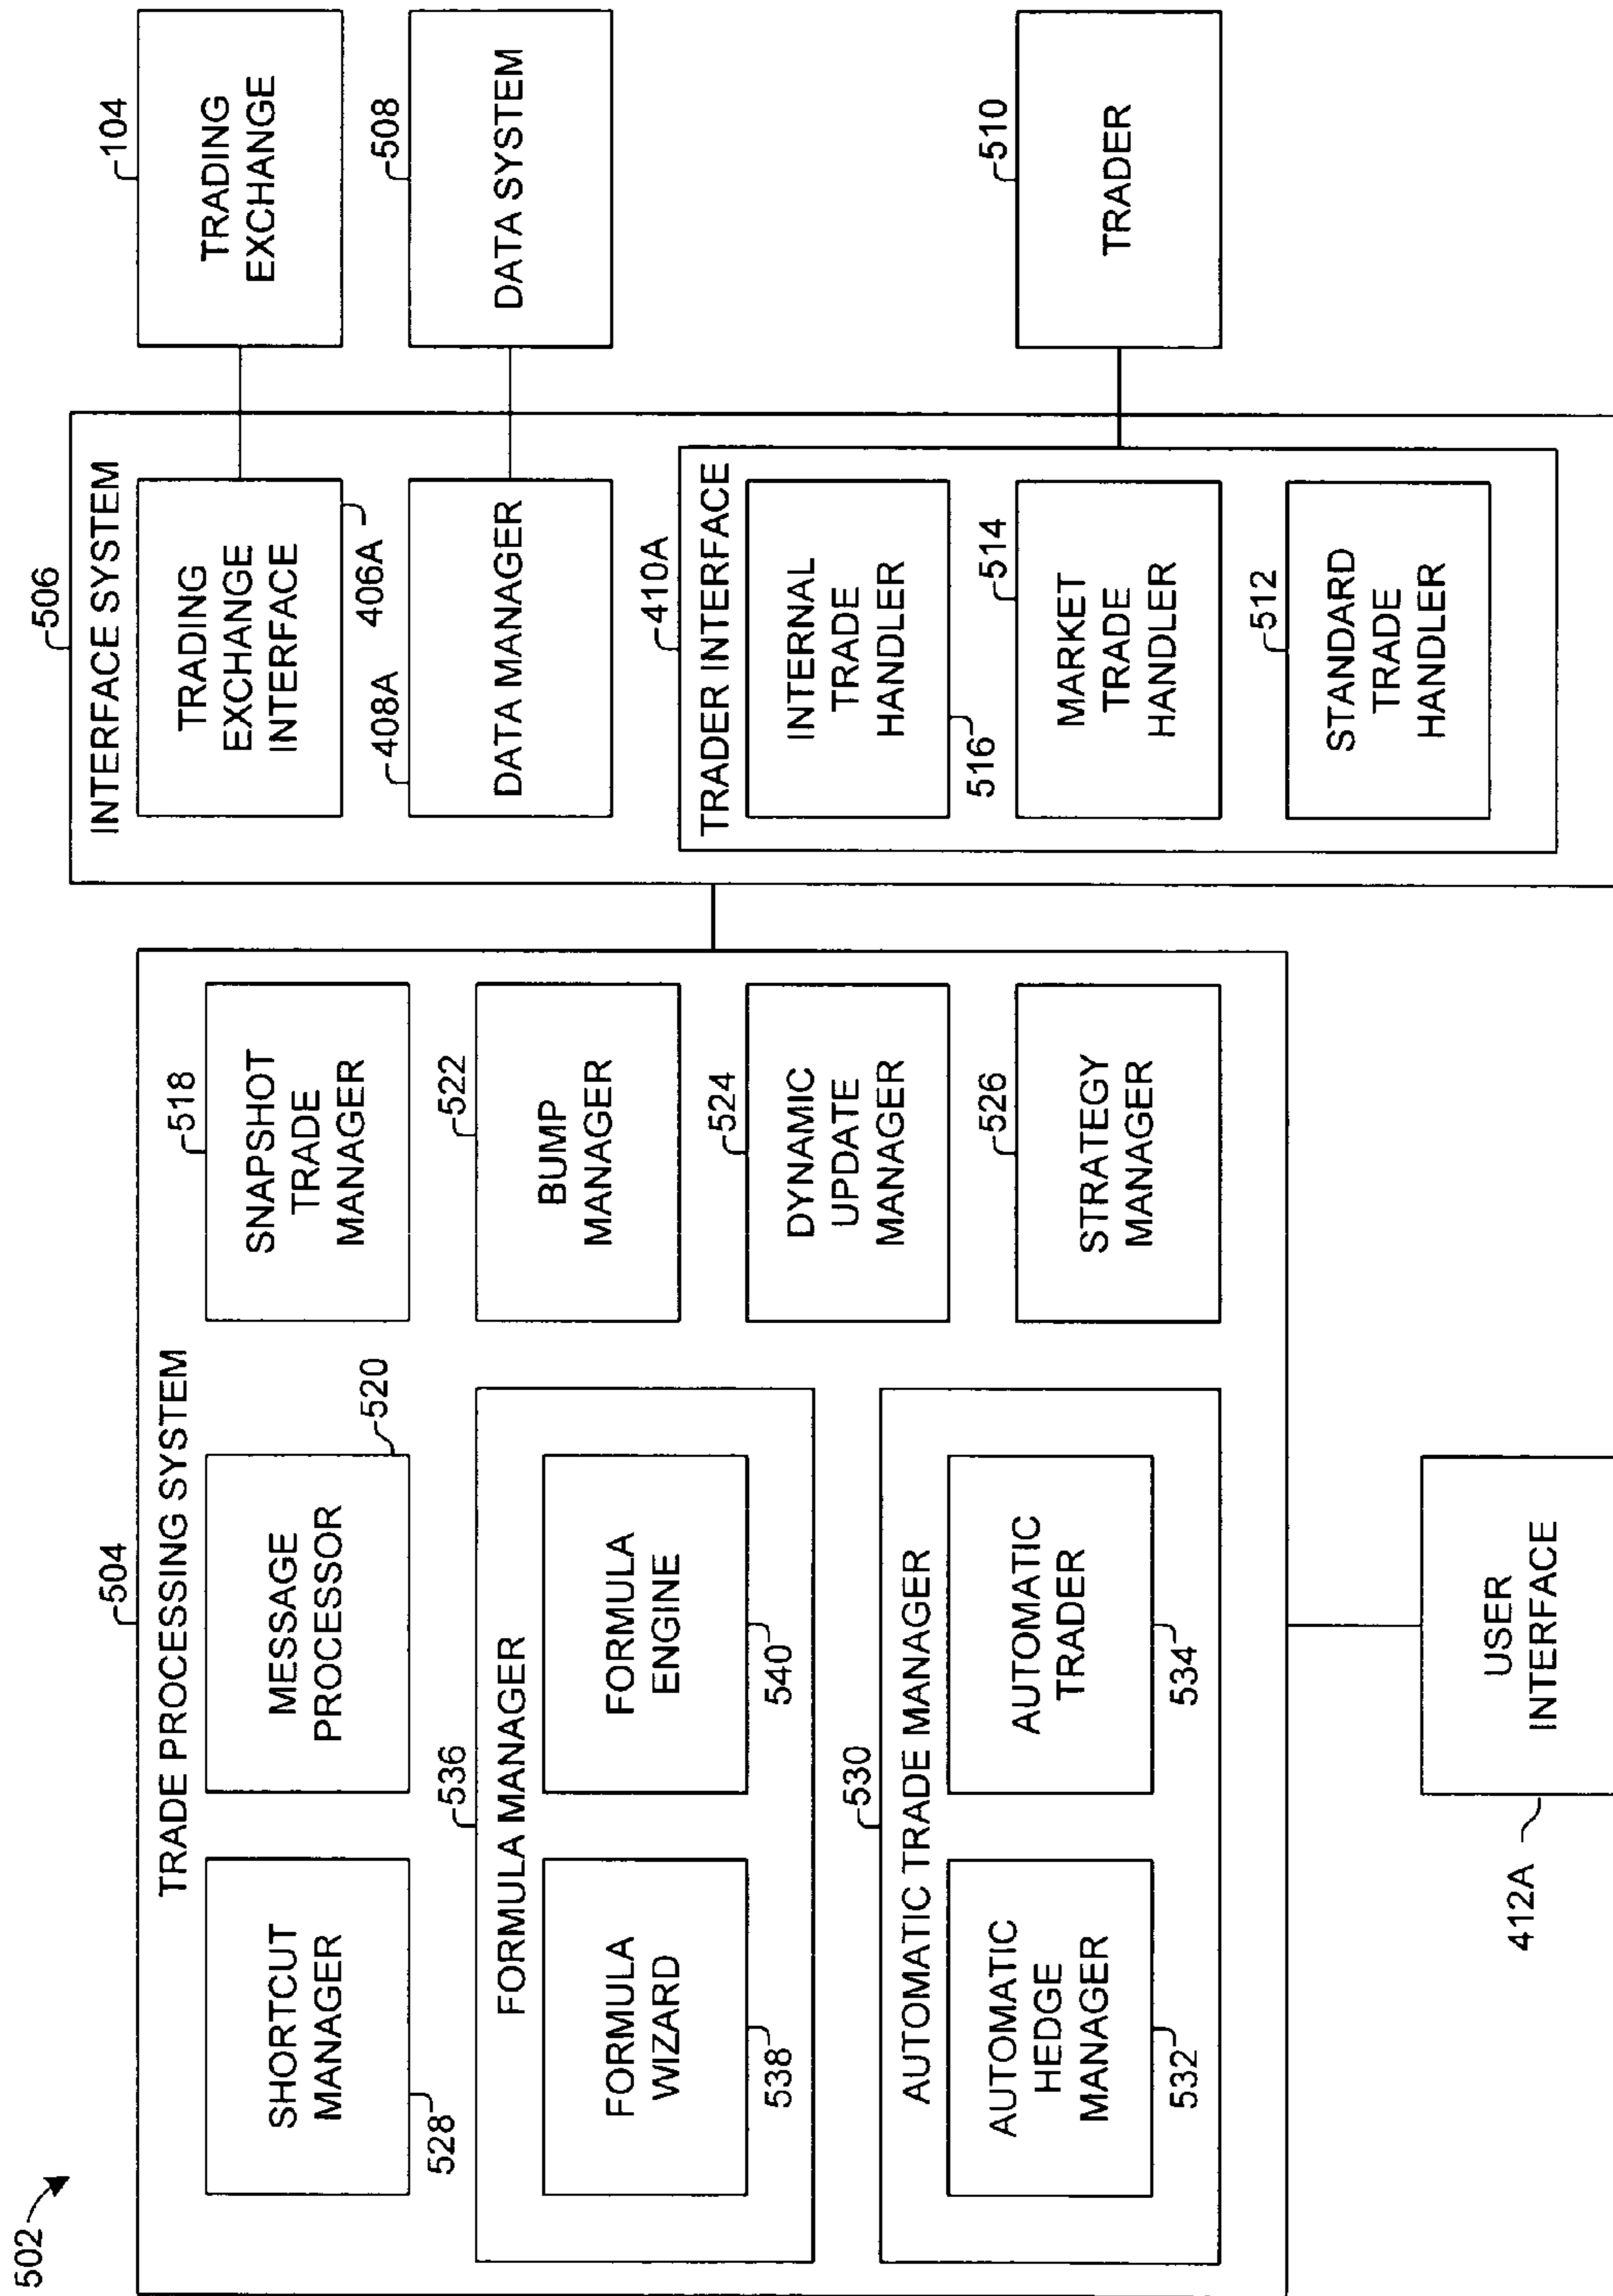 502
504
TRADE PROCESSING SYSTEM
SHORTCUT
MANAGER
528
MESSAGE
PROCESSOR
520
518
SNAPSHOT
TRADE
MANAGER
536
FORMULA MANAGER
FORMULA
WIZARD
538
FORMULA
ENGINE
540
522
BUMP
MANAGER
524
DYNAMIC
UPDATE
MANAGER
530
AUTOMATIC TRADE MANAGER
AUTOMATIC
HEDGE
MANAGER
532
AUTOMATIC
TRADER
534
526
STRATEGY
MANAGER
USER
INTERFACE
412A
506
INTERFACE SYSTEM
TRADING
EXCHANGE
INTERFACE
406A
408A
DATA MANAGER
410A
TRADER INTERFACE
INTERNAL
TRADE
HANDLER
516
514
MARKET
TRADE
HANDLER
512
STANDARD
TRADE
HANDLER
104
TRADING
EXCHANGE
508
DATA SYSTEM
510
TRADER